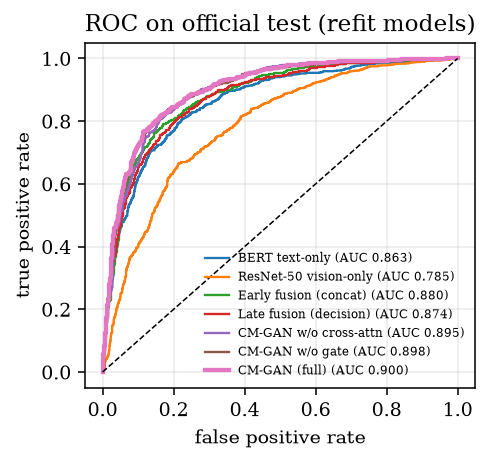 ROC on official test (refit models)
true positive rate
1.0
0.8
0.6
0.4
0.2
0.0
BERT text-only (AUC 0.863)
ResNet-50 vision-only (AUC 0.785)
Early fusion (concat) (AUC 0.880)
Late fusion (decision) (AUC 0.874)
CM-GAN w/o cross-attn (AUC 0.895)
CM-GAN w/o gate (AUC 0.898)
CM-GAN (full) (AUC 0.900)
0.0 0.2 0.4 0.6 0.8 1.0
false positive rate